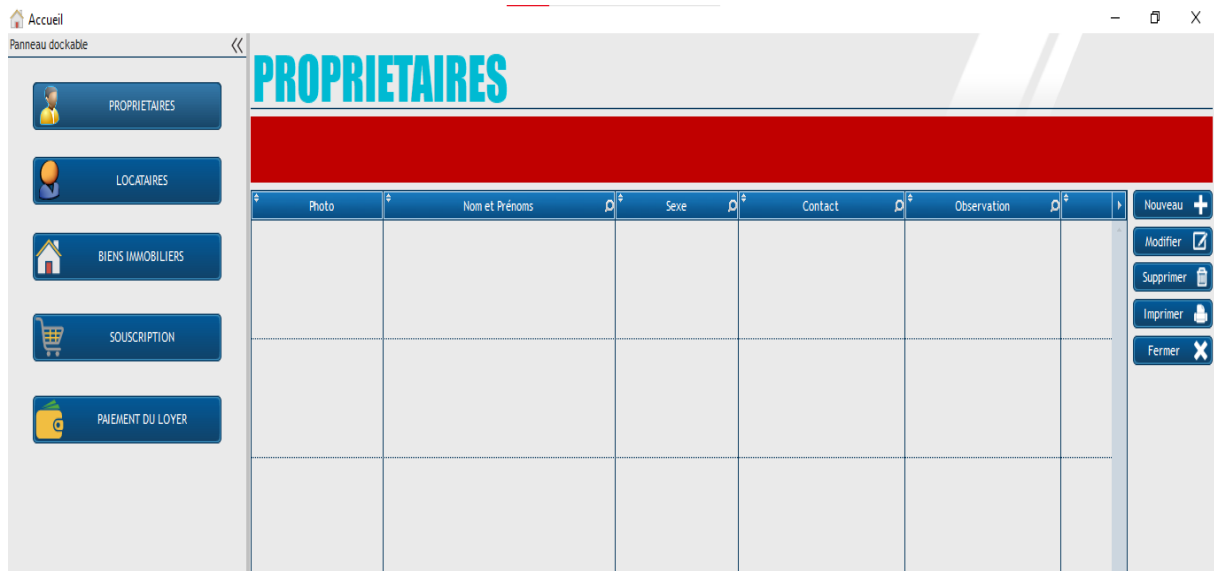 Accueil
Panneau dockable
PROPRIETAIRES
LOCATAIRES
BIENS IMMOBILIERS
SOUSCRIPTION
PAIEMENT DU LOYER
PROPRIETAIRES
Photo Nom et Prénoms Sexe Contact Observation
Nouveau
Modifier
Supprimer
Imprimer
Fermer